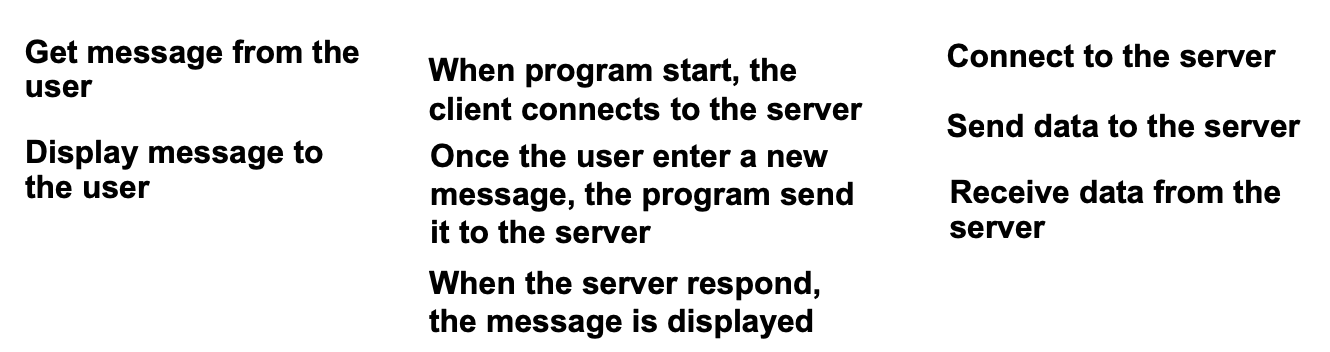 Get message from the
user
Display message to
the user
When program start, the
client connects to the server
Once the user enter a new
message, the program send
it to the server
When the server respond,
the message is displayed
Connect to the server
Send data to the server
Receive data from the
server